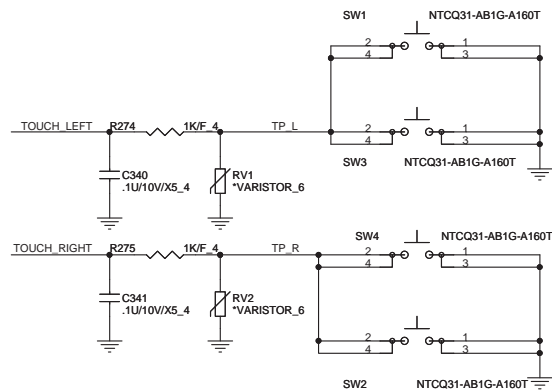 SW1 NTCQ31-AB1G-A160T
2 1
4 3
TOUCH_LEFT R274 1K/F_4 TP_L 2 1
4 3
SW3 NTCQ31-AB1G-A160T
C340 RV1
.1U/10V/X5_4 *VARISTOR_6
SW4 NTCQ31-AB1G-A160T
TOUCH_RIGHT R275 1K/F_4 TP_R 2 1
4 3
C341 RV2
.1U/10V/X5_4 *VARISTOR_6
2 1
4 3
SW2 NTCQ31-AB1G-A160T